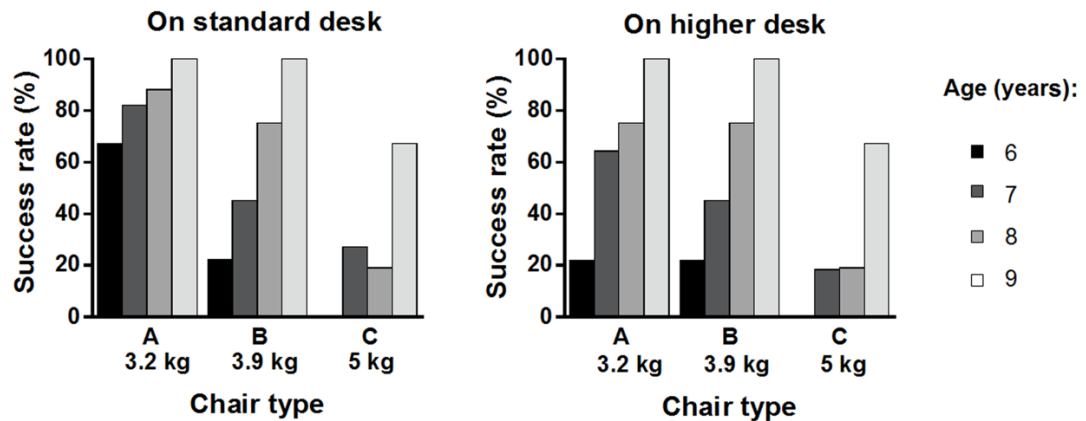 On standard desk
100
80
60
40
20
0
Success rate (%)
A B C
3.2 kg 3.9 kg 5 kg
Chair type
On higher desk
100
80
60
40
20
0
Success rate (%)
A B C
3.2 kg 3.9 kg 5 kg
Chair type
Age (years):
6
7
8
9